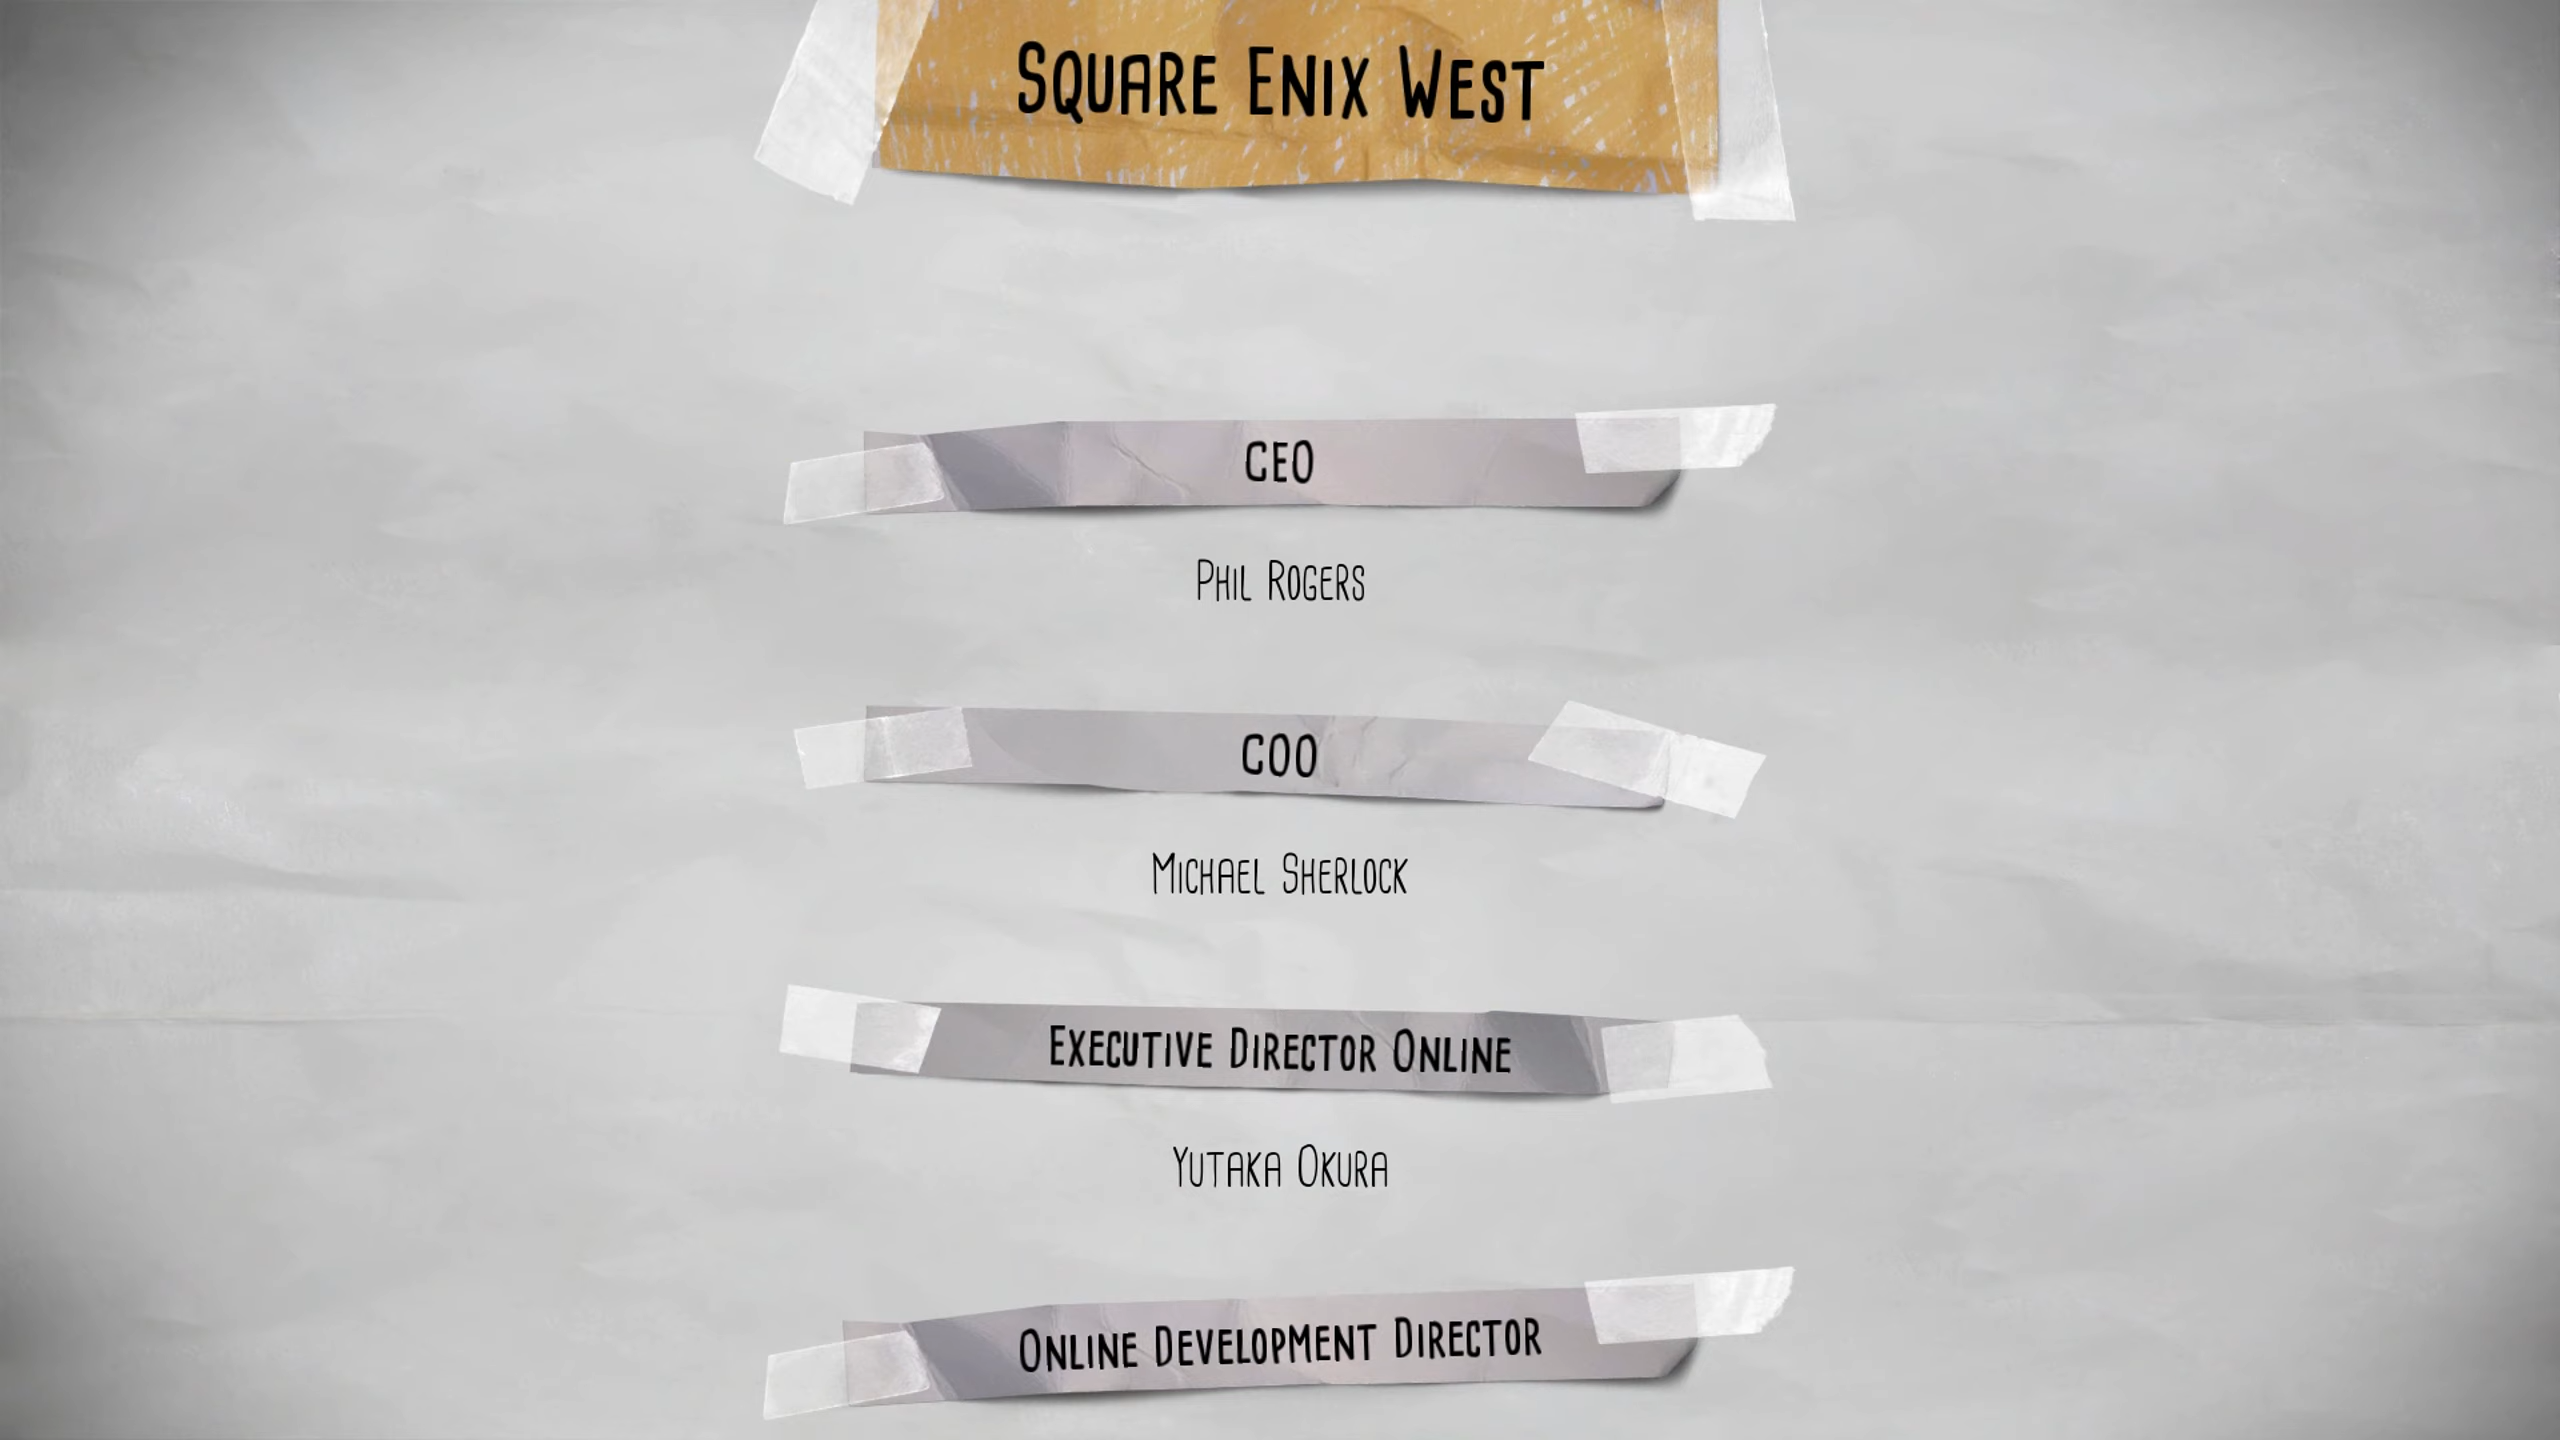 Square Enix West
CEO
Phil Rogers
COO
Michael Sherlock
Executive Director Online
Yutaka Okura
Online Development Director